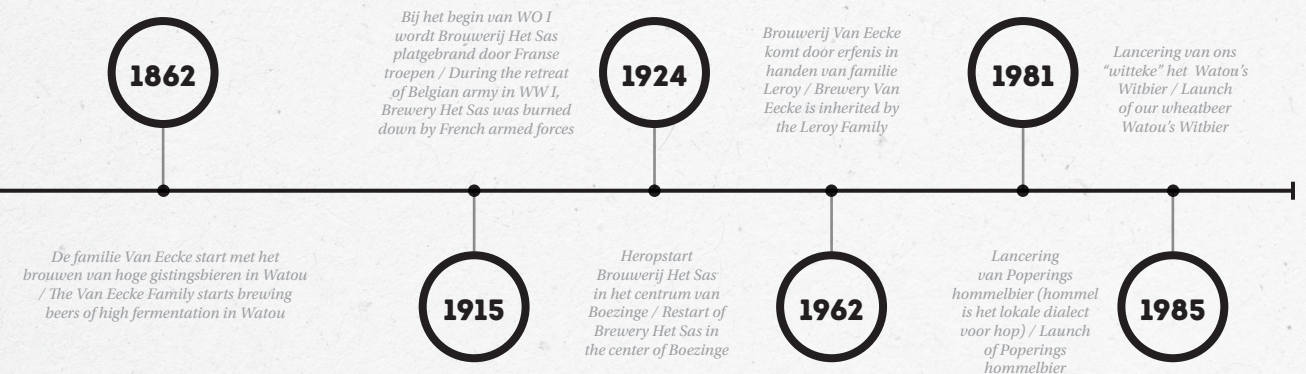 1862
De familie Van Eecke start met het
brouwen van hoge gistingsbieren in Watou
/ The Van Eecke Family starts brewing
beers of high fermentation in Watou
Bij het begin van WO I
wordt Brouwerij Het Sas
platgebrand door Franse
troepen / During the retreat
of Belgian army in WW I,
Brewery Het Sas was burned
down by French armed forces
1915
1924
Heropstart
Brouwerij Het Sas
in het centrum van
Boezinge / Restart of
Brewery Het Sas in
the center of Boezinge
Brouwerij Van Eecke
komt door erfenis in
handen van familie
Leroy / Brewery Van
Eecke is inherited by
the Leroy Family
1962
1981
Lancering
van Poperings
hommelbier (hommel
is het lokale dialect
voor hop) / Launch
of Poperings
hommelbier
Lancering van ons
“witteke” het Watou’s
Witbier / Launch
of our wheatbeer
Watou’s Witbier
1985